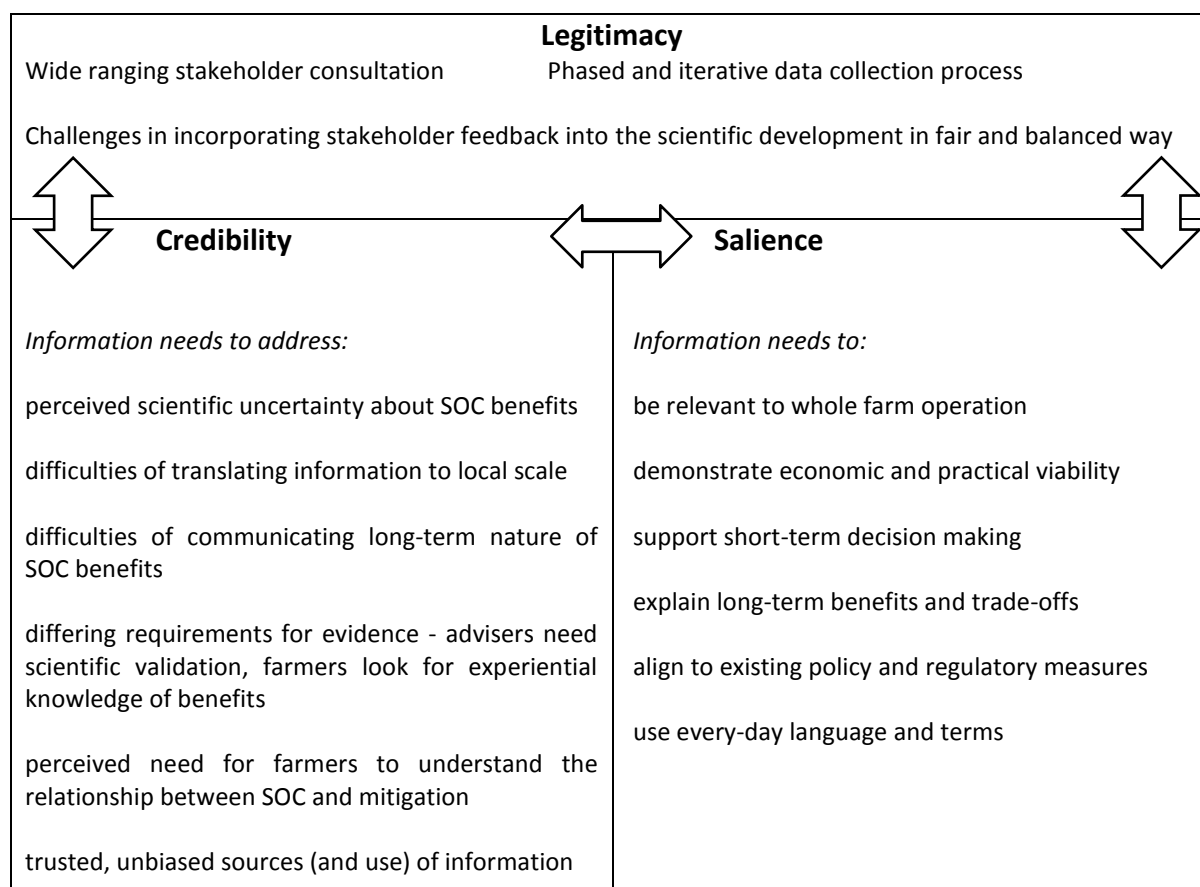 Legitimacy
Wide ranging stakeholder consultation Phased and iterative data collection process
Challenges in incorporating stakeholder feedback into the scientific development in fair and balanced way
Credibility
Information needs to address:
perceived scientific uncertainty about SOC benefits
difficulties of translating information to local scale
difficulties of communicating long-term nature of
SOC benefits
differing requirements for evidence - advisers need
scientific validation, farmers look for experiential
knowledge of benefits
perceived need for farmers to understand the
relationship between SOC and mitigation
trusted, unbiased sources (and use) of information
Salience
Information needs to:
be relevant to whole farm operation
demonstrate economic and practical viability
support short-term decision making
explain long-term benefits and trade-offs
align to existing policy and regulatory measures
use every-day language and terms